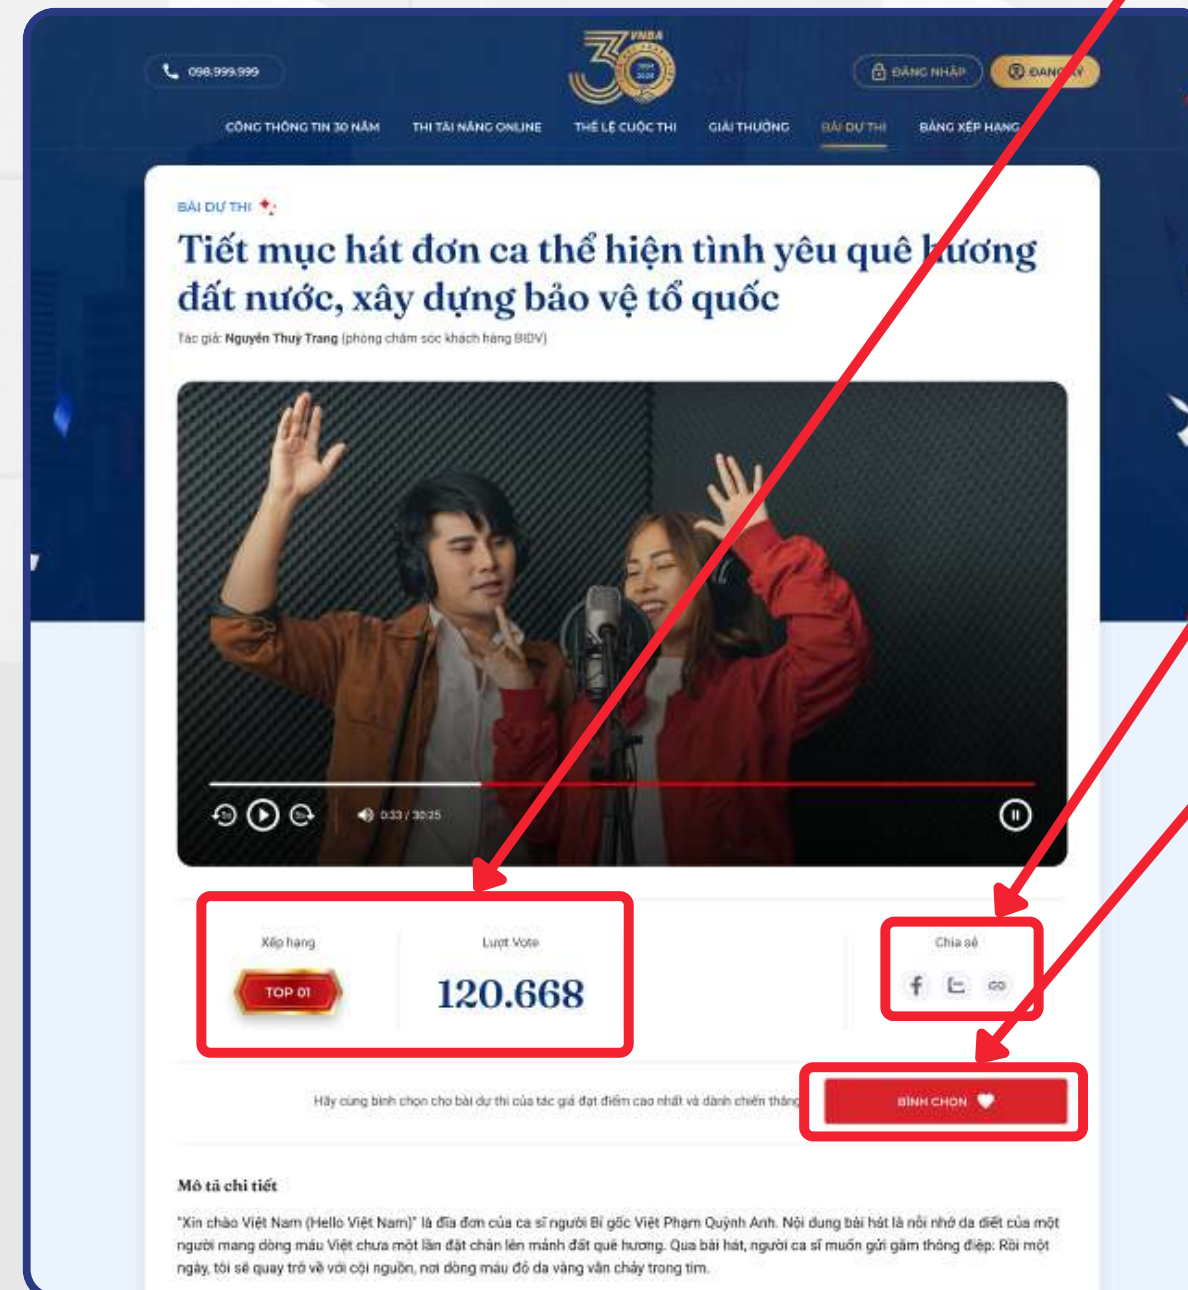 VNBA
30
098.999.999
ĐĂNG NHẬP
CỔNG THÔNG TIN 30 NĂM
THI TÀI NĂNG ONLINE
THỂ LỆ CUỘC THI
GIẢI THƯỞNG
BÀI DỰ THI
BẢNG XẾP HẠNG
BÀI DỰ THI
Tiết mục hát đơn ca thể hiện tình yêu quê hương
đất nước, xây dựng bảo vệ tổ quốc
Tác giả: Nguyễn Thuỳ Trang (phòng chăm sóc khách hàng BIDV)
0:33 / 30:25
Xếp hạng
Lượt Vote
Chia sẻ
TOP 01
120.668
Hãy cùng bình chọn cho bài dự thi của tác giả đạt điểm cao nhất và dành chiến thắng
BÌNH CHỌN
Mô tả chi tiết
"Xin chào Việt Nam (Hello Việt Nam)" là đĩa đơn của ca sĩ người Bỉ gốc Việt Phạm Quỳnh Anh. Nội dung bài hát là nỗi nhớ da diết của một
người mang dòng máu Việt chưa một lần đặt chân lên mảnh đất quê hương. Qua bài hát, người ca sĩ muốn gửi gắm thông điệp: Rồi một
ngày, tôi sẽ quay trở về với cội nguồn, nơi dòng máu đỏ da vàng vẫn chảy trong tim.